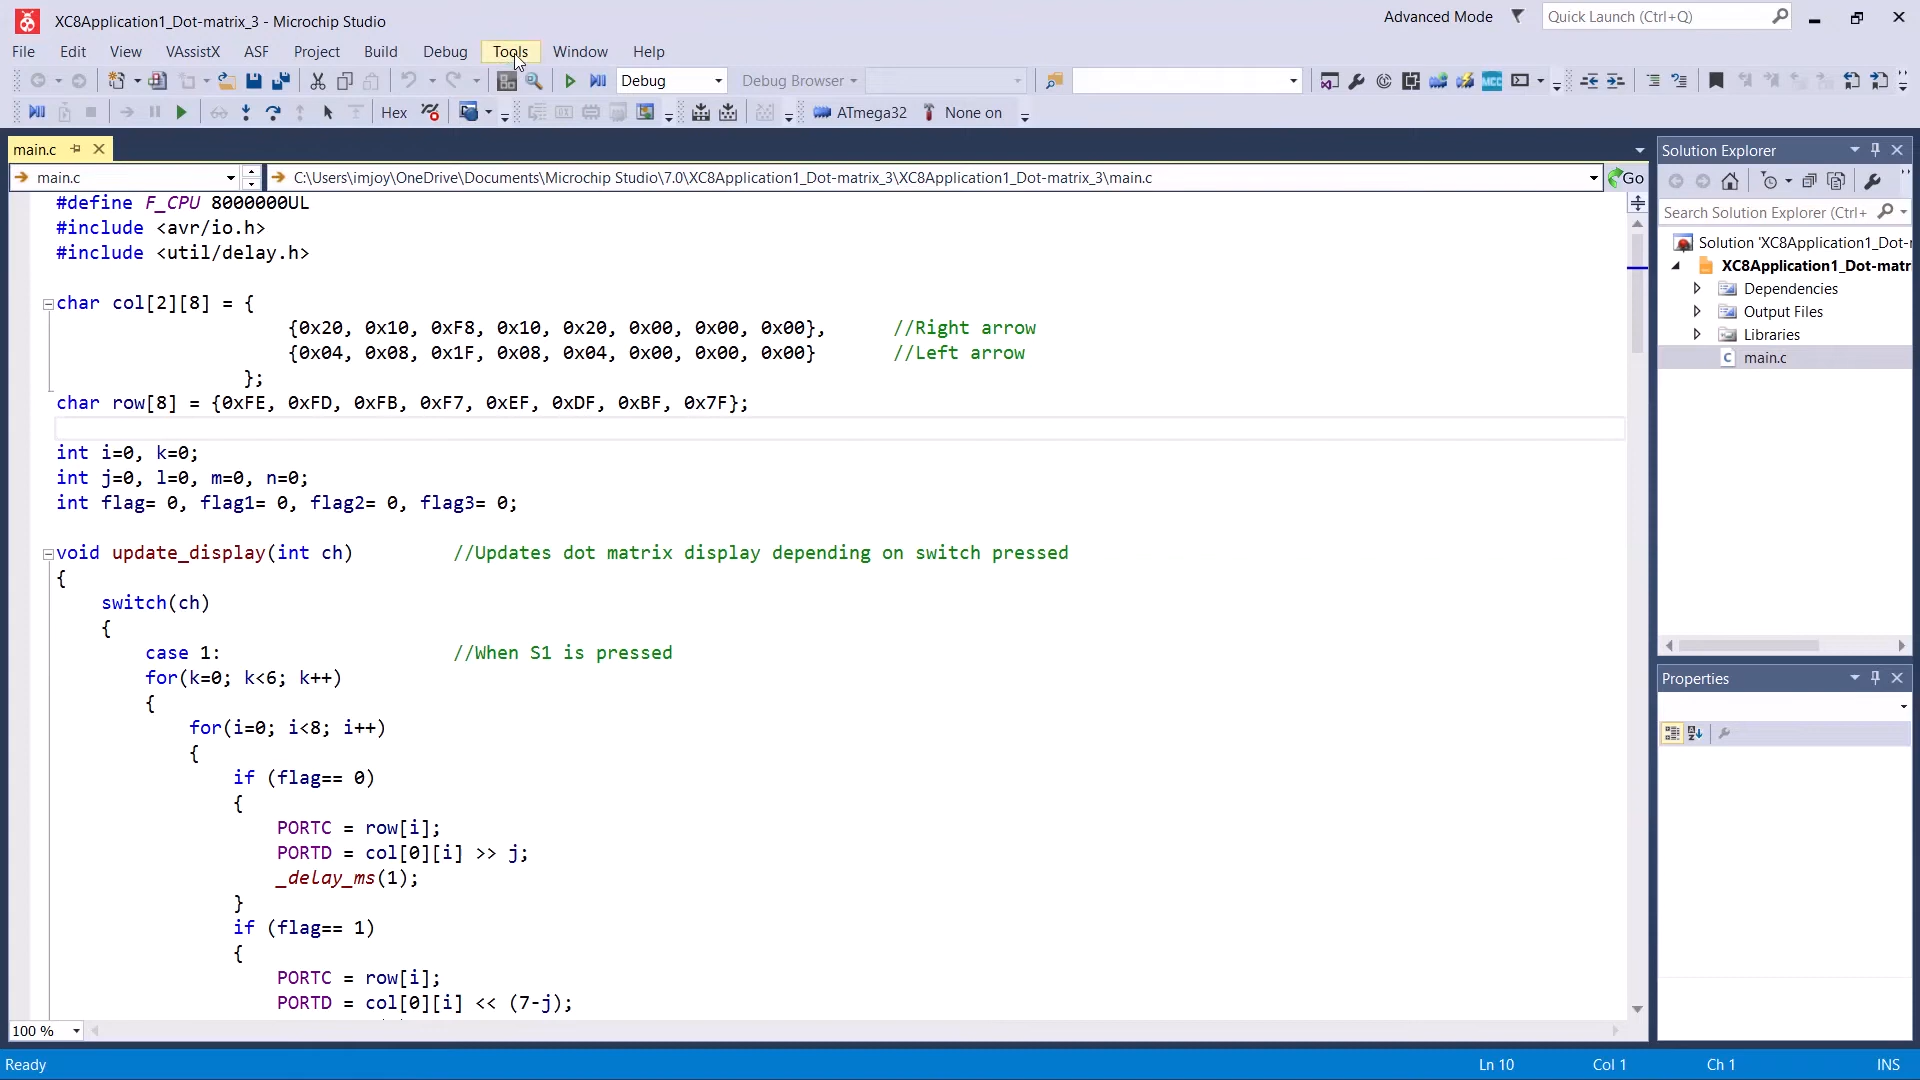 XC8Application1_Dot-matrix_3 - Microchip Studio
Advanced Mode
Quick Launch (Ctrl+Q)
File Edit View VAssistX ASF Project Build Debug Tools Window Help
Debug Debug Browser
Hex ATmega32 None on
main.c
Solution Explorer
main.c
C:\Users\imjoy\OneDrive\Documents\Microchip Studio\7.0\XC8Application1_Dot-matrix_3\XC8Application1_Dot-matrix_3\main.c
Go
#define F_CPU 8000000UL
#include <avr/io.h>
#include <util/delay.h>
char col[2][8] = {
{0x20, 0x10, 0xF8, 0x10, 0x20, 0x00, 0x00, 0x00}, //Right arrow
{0x04, 0x08, 0x1F, 0x08, 0x04, 0x00, 0x00, 0x00} //Left arrow
};
char row[8] = {0xFE, 0xFD, 0xFB, 0xF7, 0xEF, 0xDF, 0xBF, 0x7F};
int i=0, k=0;
int j=0, l=0, m=0, n=0;
int flag= 0, flag1= 0, flag2= 0, flag3= 0;
void update_display(int ch) //Updates dot matrix display depending on switch pressed
{
switch(ch)
{
case 1: //When S1 is pressed
for(k=0; k<6; k++)
{
for(i=0; i<8; i++)
{
if (flag== 0)
{
PORTC = row[i];
PORTD = col[0][i] >> j;
_delay_ms(1);
}
if (flag== 1)
{
PORTC = row[i];
PORTD = col[0][i] << (7-j);
100 %
Search Solution Explorer (Ctrl+
Solution 'XC8Application1_Dot-
XC8Application1_Dot-matr
Dependencies
Output Files
Libraries
main.c
Properties
Ready
Ln 10 Col 1 Ch 1 INS